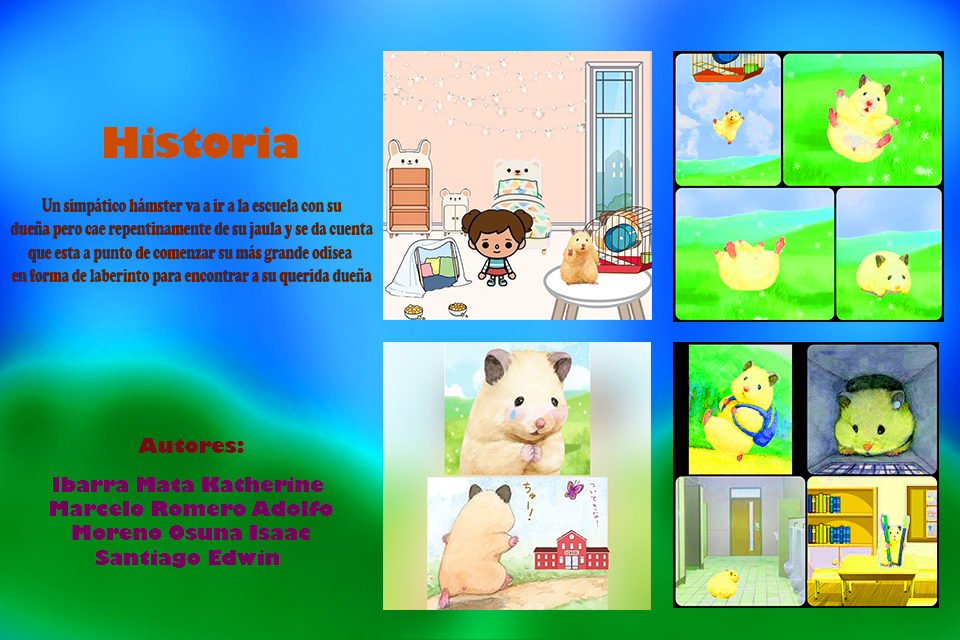 Historia
Un simpático hámster va a ir a la escuela con su
dueña pero cae repentinamente de su jaula y se da cuenta
que esta a punto de comenzar su más grande odisea
en forma de laberinto para encontrar a su querida dueña
Autores:
Ibarra Mata Katherine
Marcelo Romero Adolfo
Moreno Osuna Isaac
Santiago Edwin
ちゅー！
SCHOOL